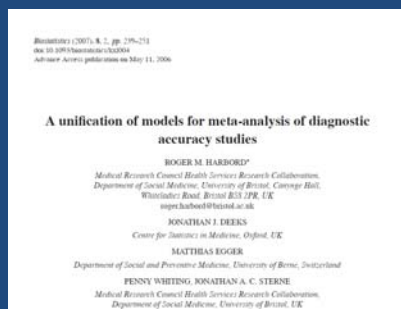 Biostatistics (2007), 8, 2, pp. 239–251
doi:10.1093/biostatistics/kxl004
Advance Access publication on May 11, 2006
A unification of models for meta-analysis of diagnostic
accuracy studies
ROGER M. HARBORD*
Medical Research Council Health Services Research Collaboration,
Department of Social Medicine, University of Bristol, Canynge Hall,
Whiteladies Road, Bristol BS8 2PR, UK
roger.harbord@bristol.ac.uk
JONATHAN J. DEEKS
Centre for Statistics in Medicine, Oxford, UK
MATTHIAS EGGER
Department of Social and Preventive Medicine, University of Berne, Switzerland
PENNY WHITING, JONATHAN A. C. STERNE
Medical Research Council Health Services Research Collaboration,
Department of Social Medicine, University of Bristol, UK